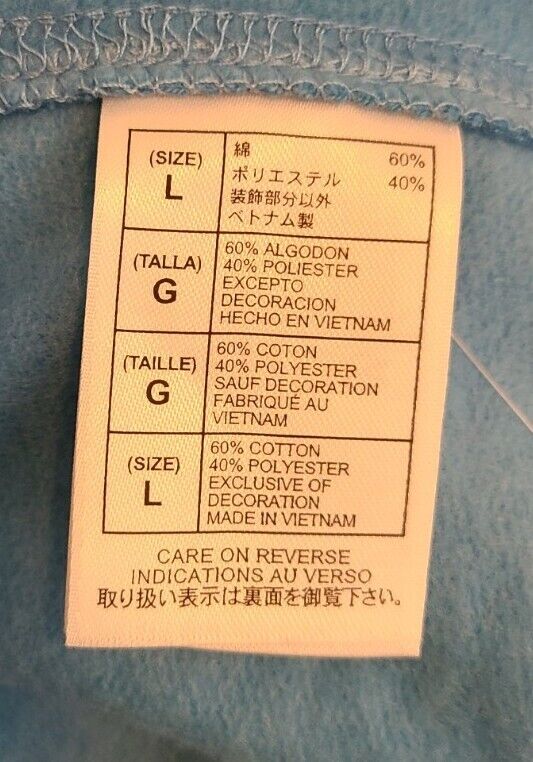 (SIZE)
L
綿 60%
ポリエステル 40%
装飾部分以外
ベトナム製
(TALLA)
G
60% ALGODON
40% POLIESTER
EXCEPTO
DECORACION
HECHO EN VIETNAM
(TAILLE)
G
60% COTON
40% POLYESTER
SAUF DECORATION
FABRIQUÉ AU
VIETNAM
(SIZE)
L
60% COTTON
40% POLYESTER
EXCLUSIVE OF
DECORATION
MADE IN VIETNAM
CARE ON REVERSE
INDICATIONS AU VERSO
取り扱い表示は裏面を御覧下さい。